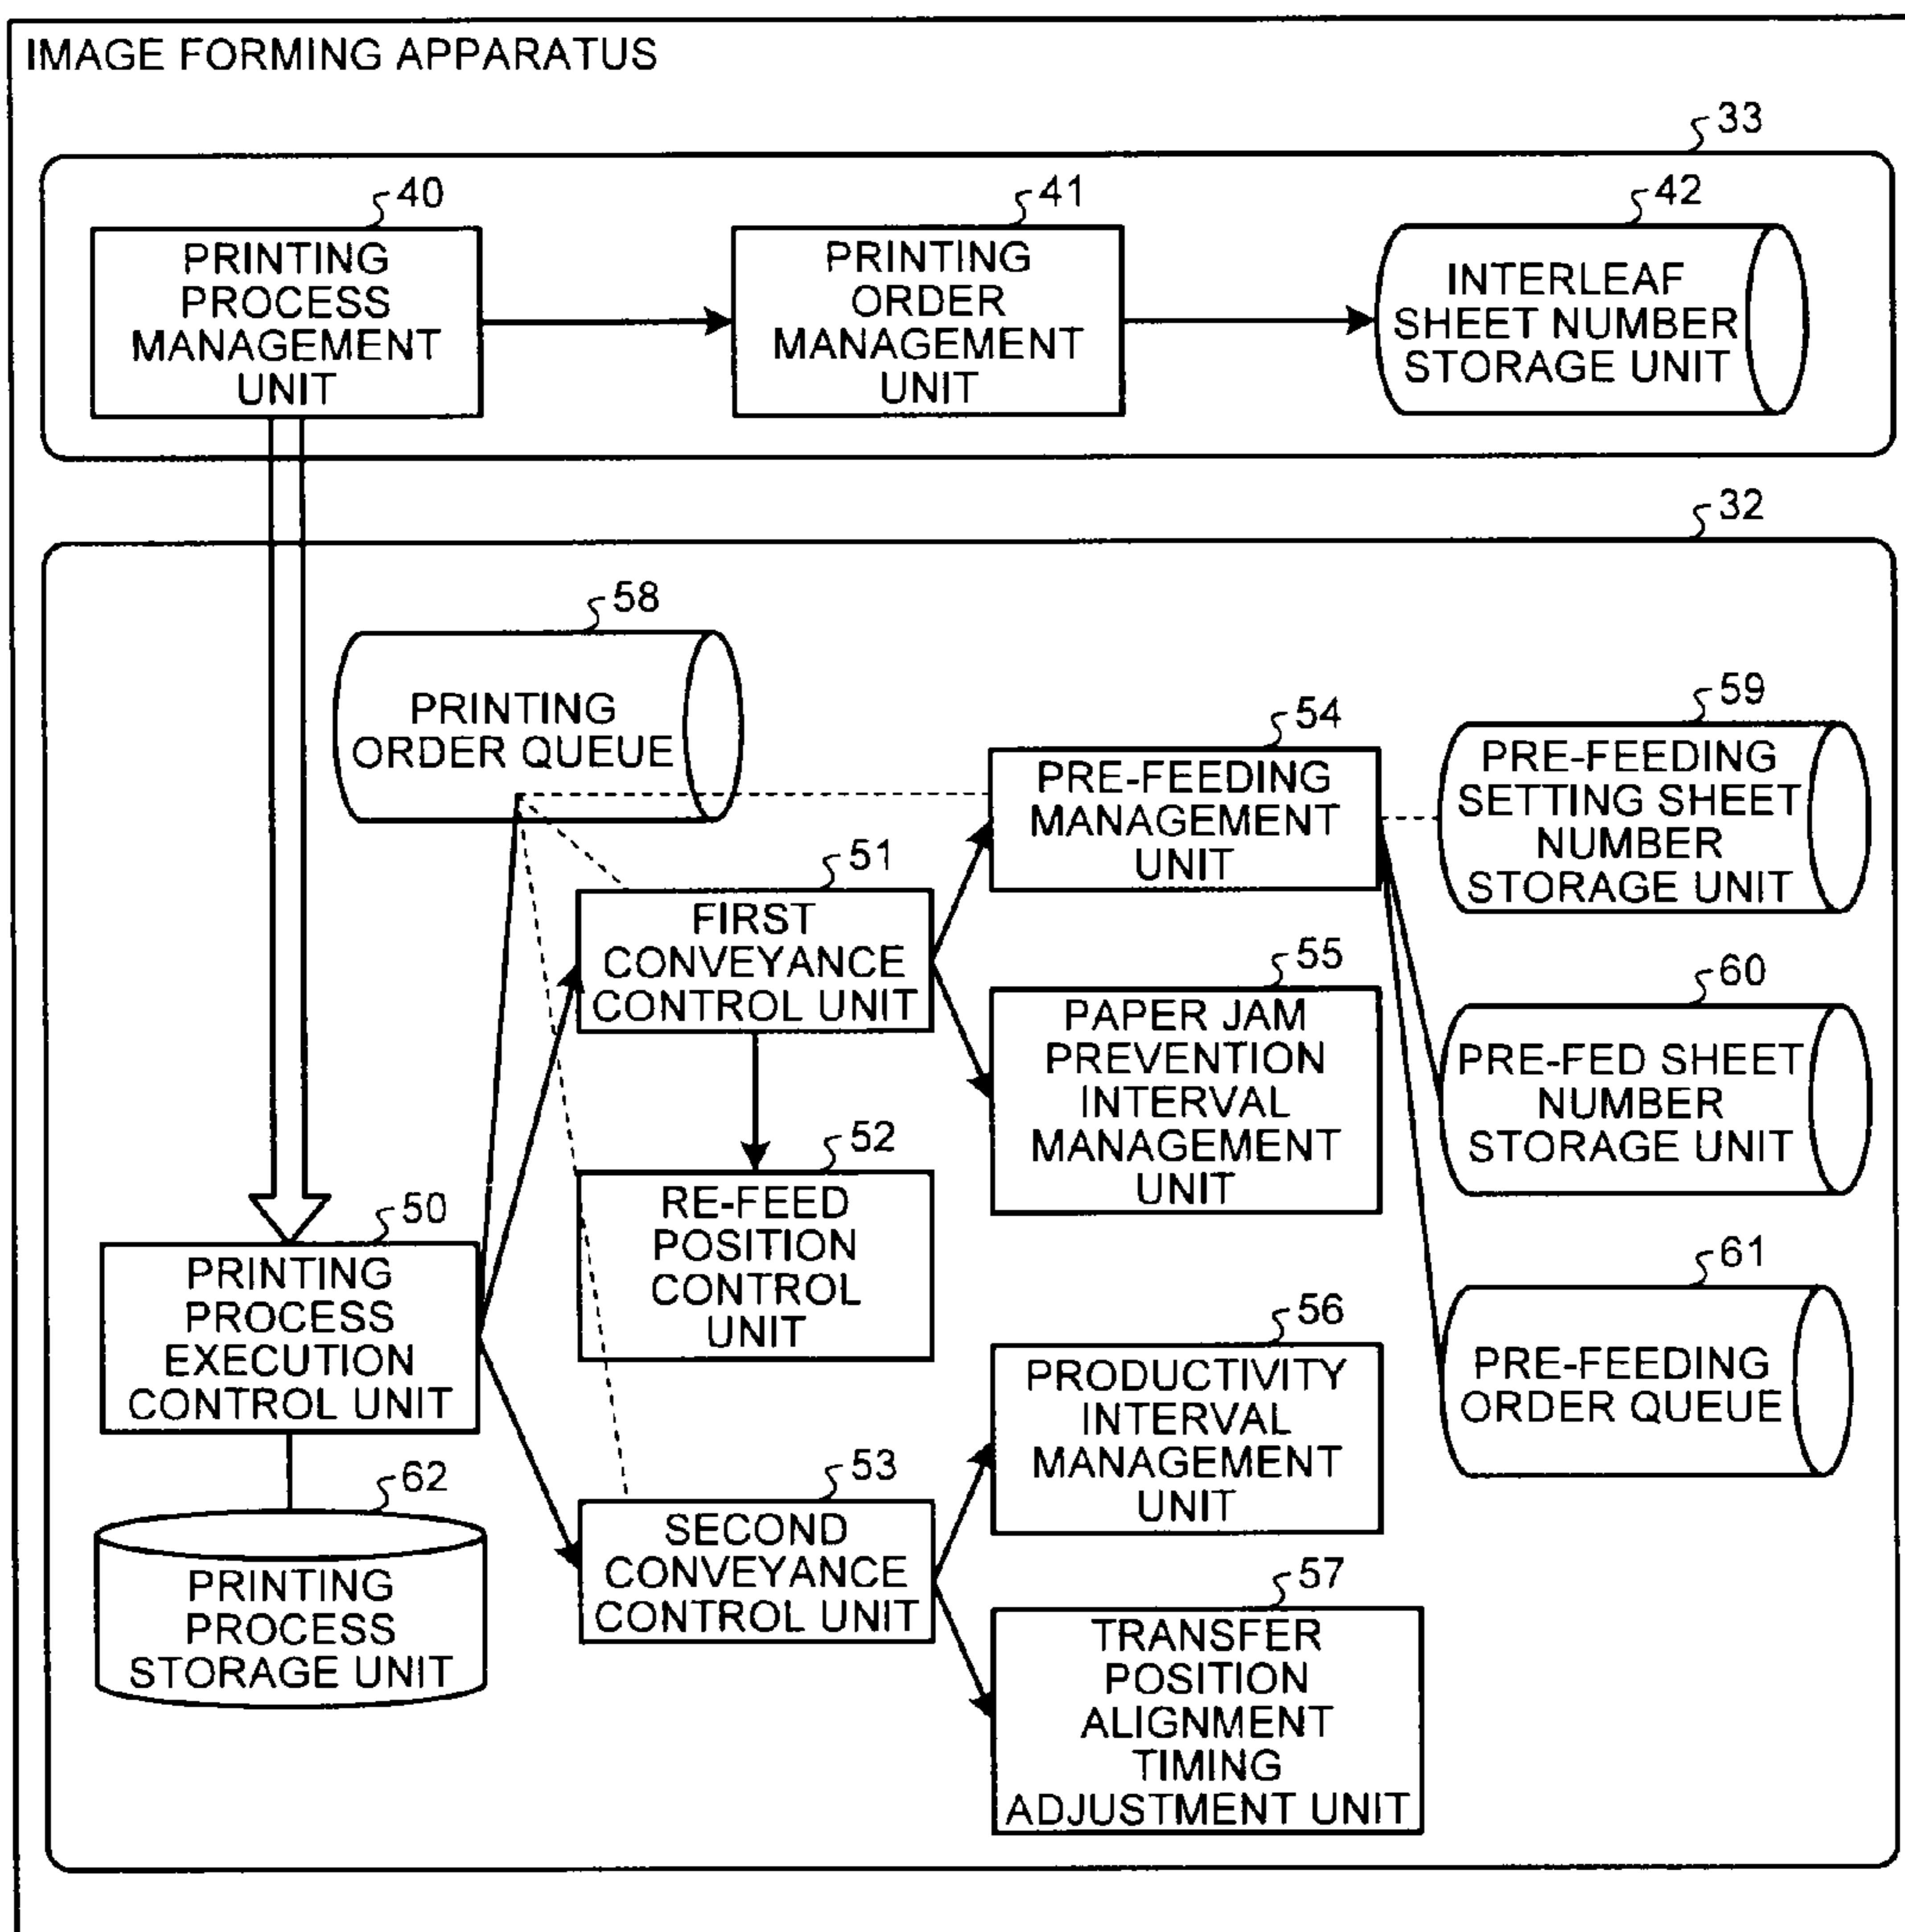 IMAGE FORMING APPARATUS
33
40
PRINTING
PROCESS
MANAGEMENT
UNIT
41
PRINTING
ORDER
MANAGEMENT
UNIT
42
INTERLEAF
SHEET NUMBER
STORAGE UNIT
32
58
PRINTING
ORDER QUEUE
54
PRE-FEEDING
MANAGEMENT
UNIT
59
PRE-FEEDING
SETTING SHEET
NUMBER
STORAGE UNIT
51
FIRST
CONVEYANCE
CONTROL UNIT
55
PAPER JAM
PREVENTION
INTERVAL
MANAGEMENT
UNIT
60
PRE-FED SHEET
NUMBER
STORAGE UNIT
52
RE-FEED
POSITION
CONTROL
UNIT
50
PRINTING
PROCESS
EXECUTION
CONTROL UNIT
61
PRE-FEEDING
ORDER QUEUE
56
PRODUCTIVITY
INTERVAL
MANAGEMENT
UNIT
62
PRINTING
PROCESS
STORAGE UNIT
53
SECOND
CONVEYANCE
CONTROL UNIT
57
TRANSFER
POSITION
ALIGNMENT
TIMING
ADJUSTMENT UNIT